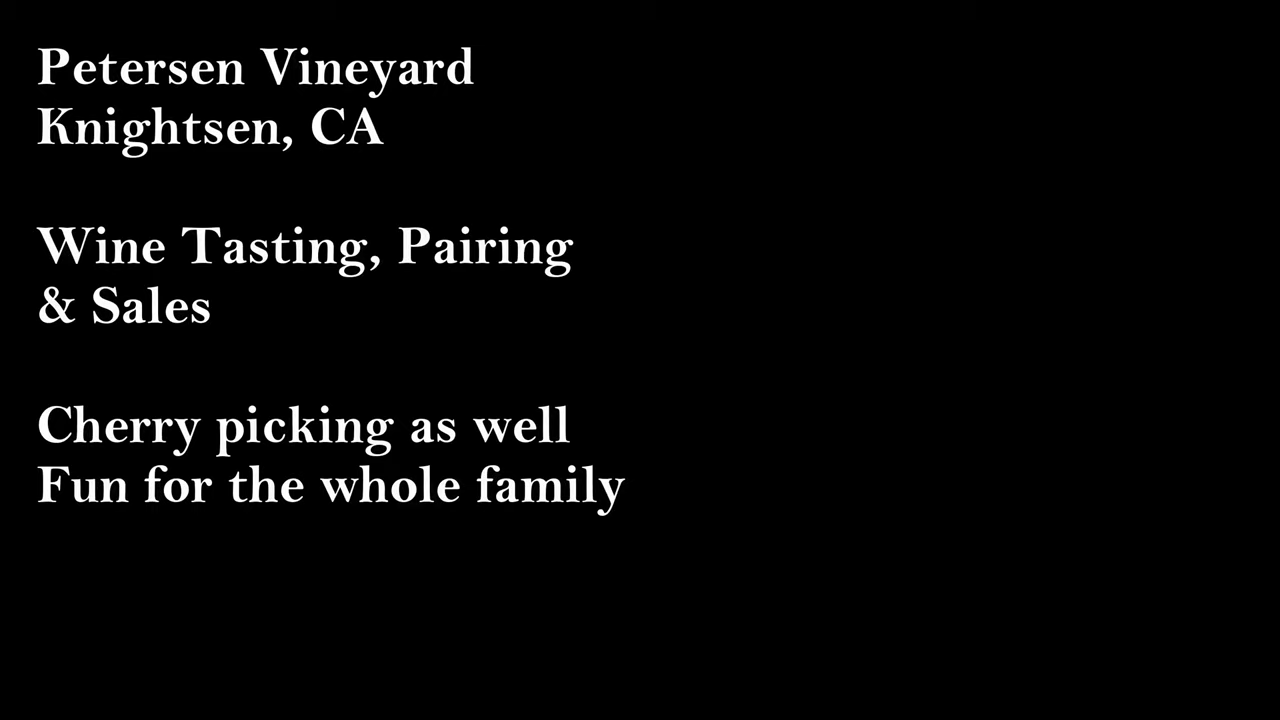 Petersen Vineyard
Knightsen, CA
Wine Tasting, Pairing
& Sales
Cherry picking as well
Fun for the whole family